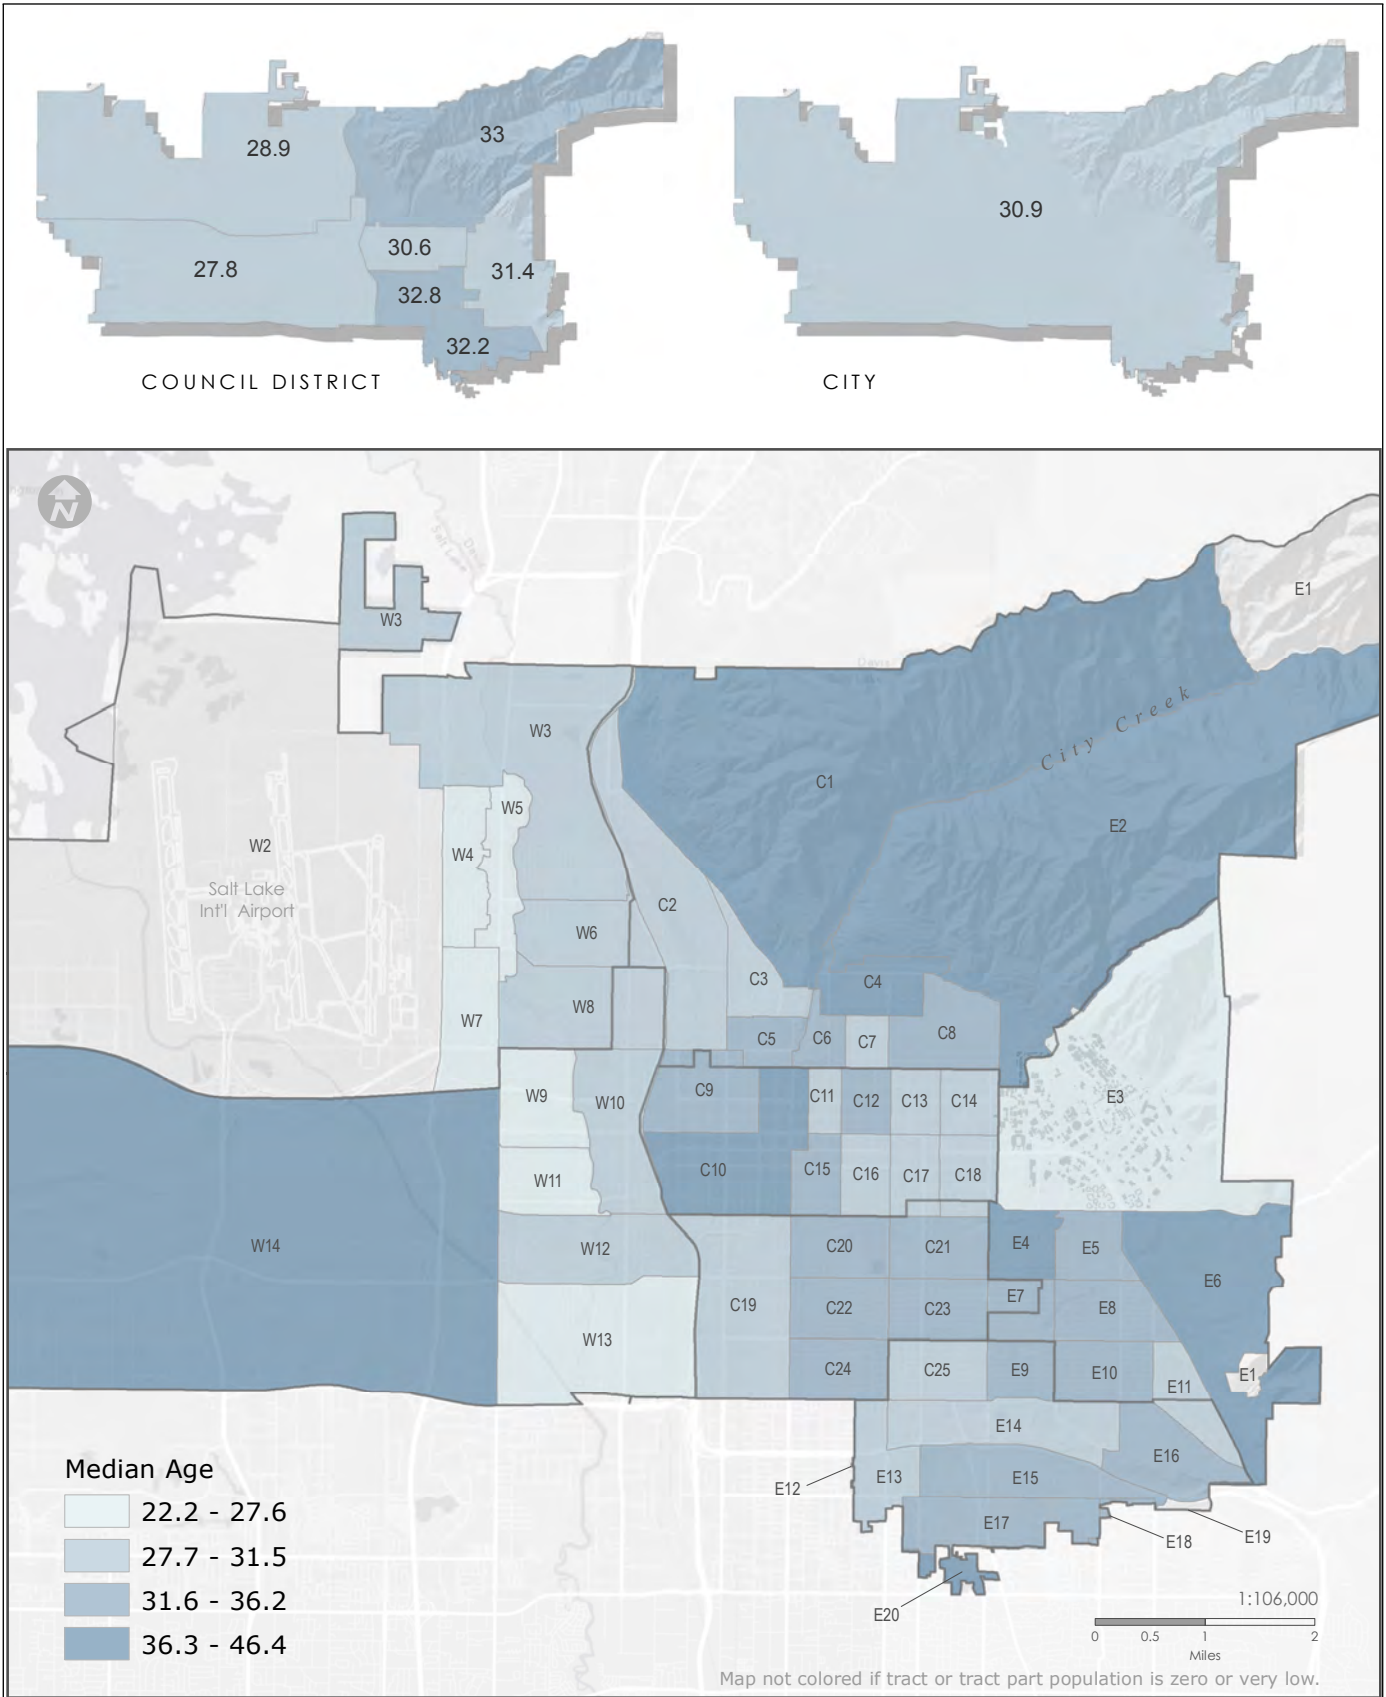 28.9
33
30.6
27.8
31.4
32.8
32.2
COUNCIL DISTRICT
30.9
CITY
N
Davis
Salt Lake
E1
W3
Davis
City Creek
W3
C1
W5
E2
W2
W4
Salt Lake
Int'l Airport
C2
W6
C3
C4
W8
W7
C5
C6
C7
C8
C9
W9
W10
C11
C12
C13
C14
E3
C10
C15
C16
C17
C18
W11
W14
W12
C20
C21
E4
E5
E6
C19
C22
C23
E7
E8
W13
C24
C25
E9
E10
E11
E1
E14
E16
E12
E13
E15
E17
E18
E19
E20
Median Age
22.2 - 27.6
27.7 - 31.5
31.6 - 36.2
36.3 - 46.4
1:106,000
0 0.5 1 2
Miles
Map not colored if tract or tract part population is zero or very low.